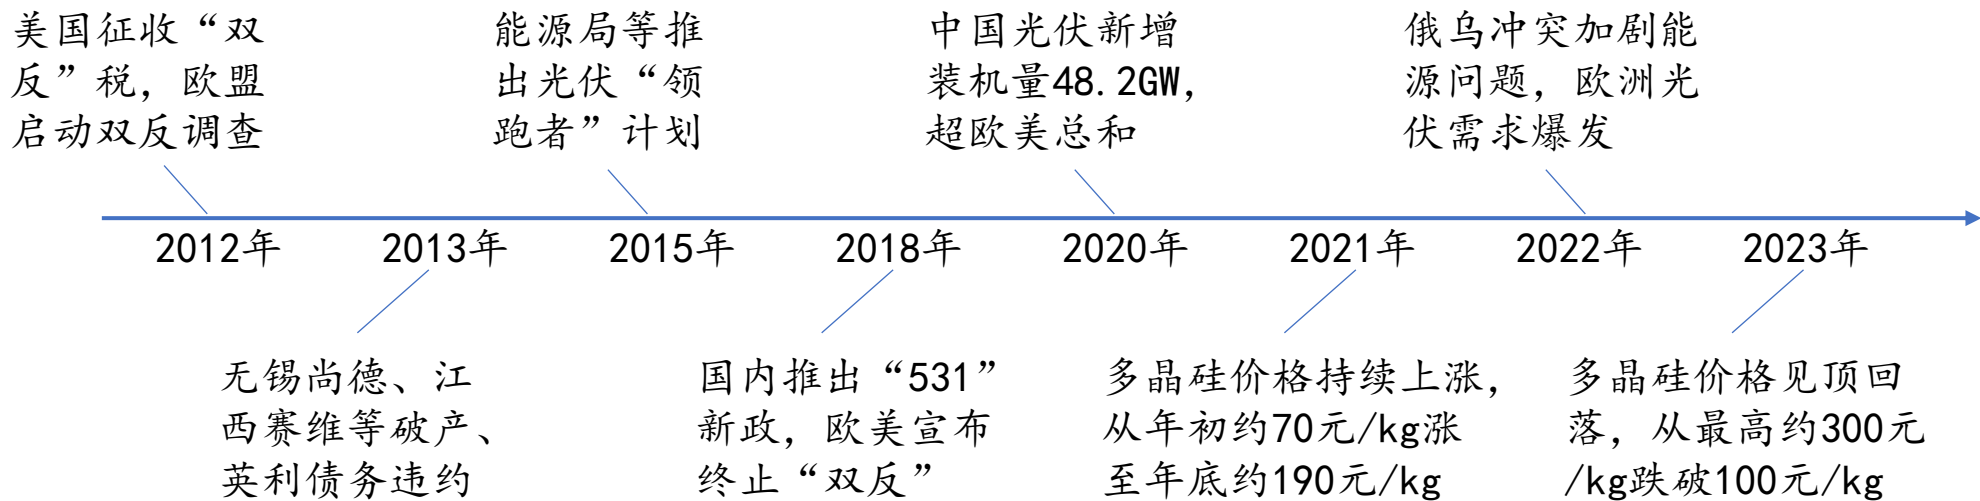 美国征收“双
反”税，欧盟
启动双反调查
能源局等推
出光伏“领
跑者”计划
中国光伏新增
装机量48.2GW，
超欧美总和
俄乌冲突加剧能
源问题，欧洲光
伏需求爆发
2012年
2013年
2015年
2018年
2020年
2021年
2022年
2023年
无锡尚德、江
西赛维等破产、
英利债务违约
国内推出“531”
新政，欧美宣布
终止“双反”
多晶硅价格持续上涨，
从年初约70元/kg涨
至年底约190元/kg
多晶硅价格见顶回
落，从最高约300元
/kg跌破100元/kg